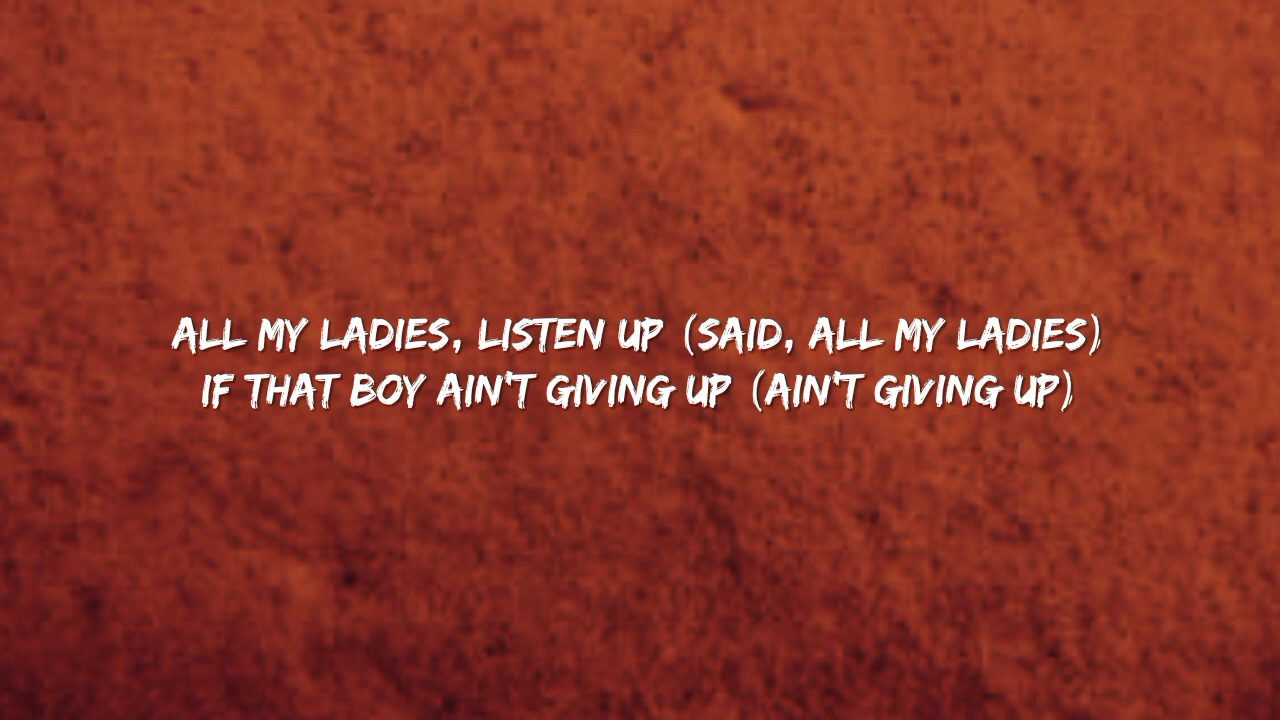 ALL MY LADIES, LISTEN UP (SAID, ALL MY LADIES)
IF THAT BOY AIN'T GIVING UP (AIN'T GIVING UP)